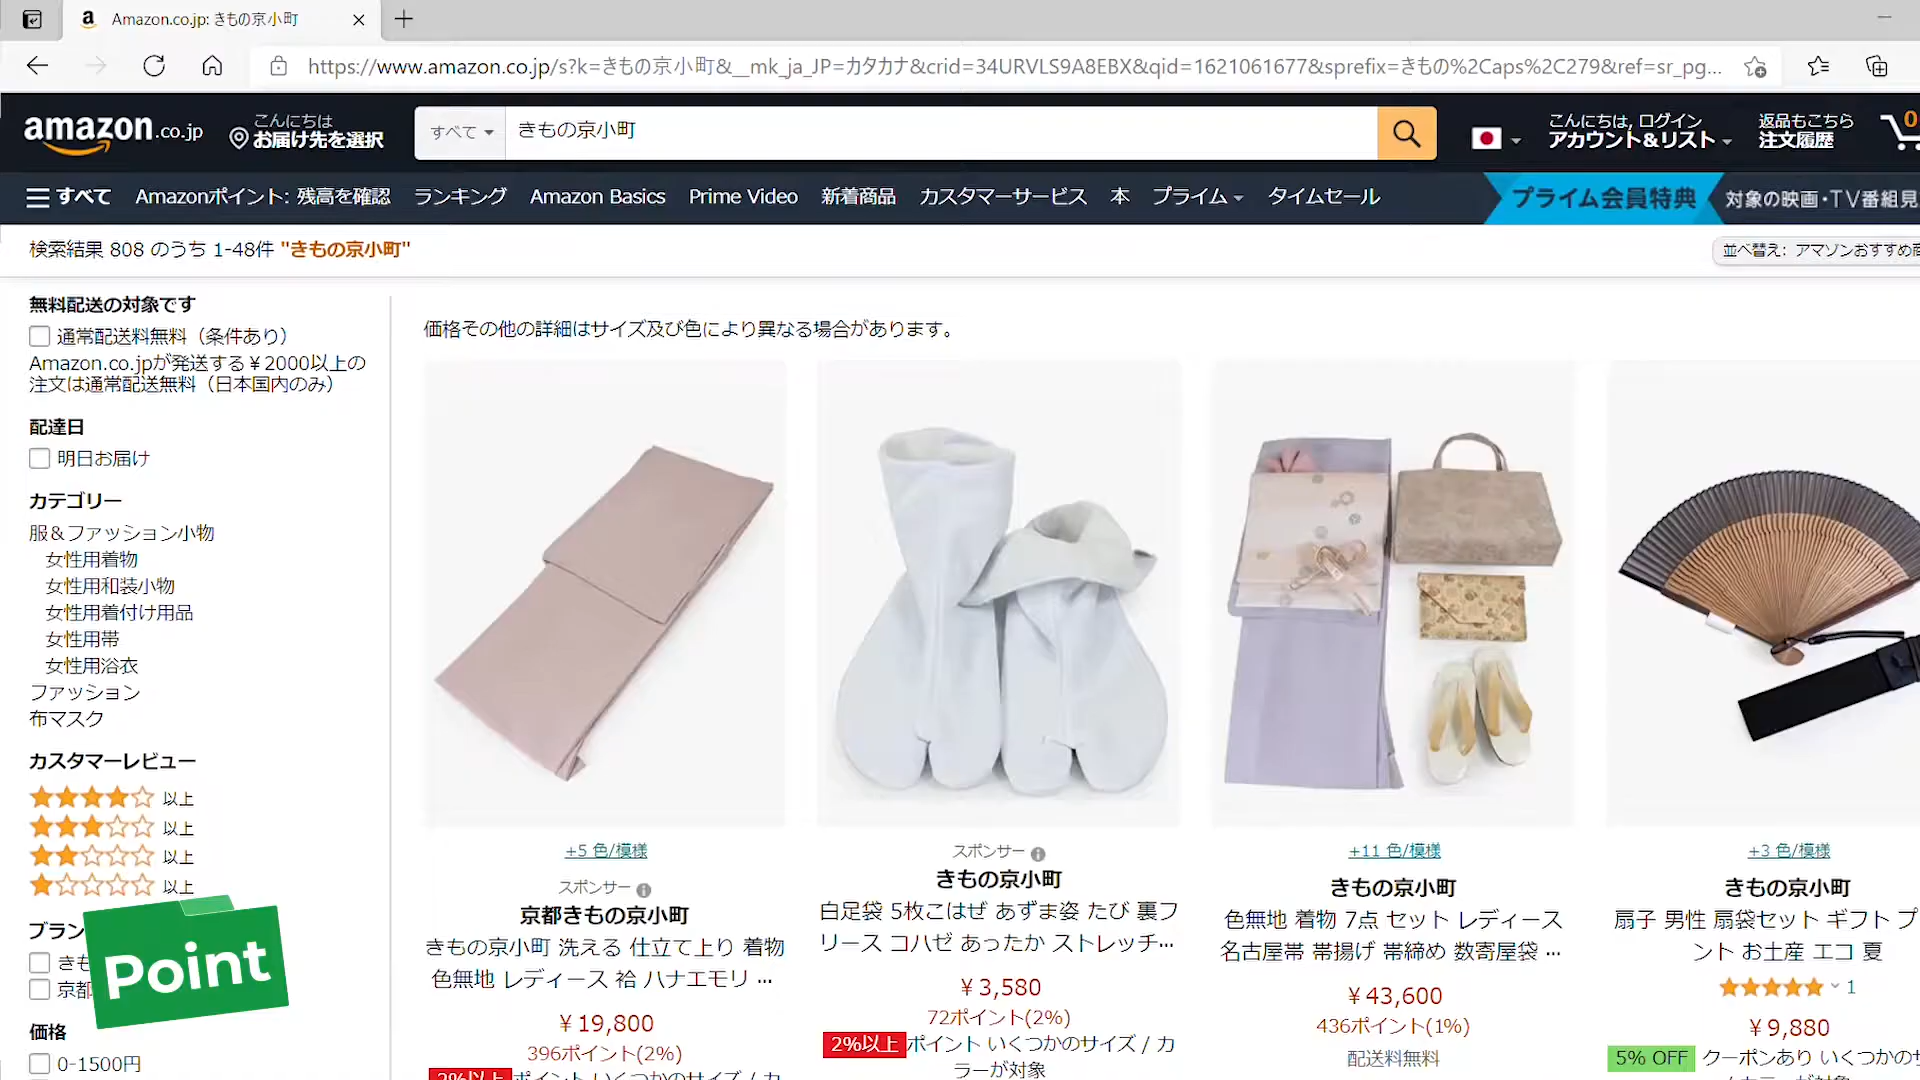 Amazon.co.jp: きもの京小町
https://www.amazon.co.jp/s?k=きもの京小町&__mk_ja_JP=カタカナ&crid=34URVLS9A8EBX&qid=1621061677&sprefix=きもの%2Caps%2C279&ref=sr_pg...
amazon.co.jp
こんにちは
お届け先を選択
すべて
きもの京小町
こんにちは, ログイン
アカウント&リスト
返品もこちら
注文履歴
0
すべて
Amazonポイント: 残高を確認
ランキング
Amazon Basics
Prime Video
新着商品
カスタマーサービス
本
プライム
タイムセール
プライム会員特典
対象の映画・TV番組見
検索結果 808 のうち 1-48件 "きもの京小町"
並べ替え: アマゾンおすすめ商
無料配送の対象です
通常配送料無料（条件あり）
Amazon.co.jpが発送する￥2000以上の
注文は通常配送無料（日本国内のみ）
配達日
明日お届け
カテゴリー
服＆ファッション小物
女性用着物
女性用和装小物
女性用着付け用品
女性用帯
女性用浴衣
ファッション
布マスク
カスタマーレビュー
以上
以上
以上
以上
ブラン
きも
京都
Point
価格
0-1500円
価格その他の詳細はサイズ及び色により異なる場合があります。
+5 色/模様
スポンサー
京都きもの京小町
きもの京小町 洗える 仕立て上り 着物
色無地 レディース 袷 ハナエモリ …
￥19,800
396ポイント(2%)
2%以上 ポイント いくつかのサイズ / カ
スポンサー
きもの京小町
白足袋 5枚こはぜ あずま姿 たび 裏フ
リース コハゼ あったか ストレッチ…
￥3,580
72ポイント(2%)
2%以上 ポイント いくつかのサイズ / カ
ラーが対象
+11 色/模様
きもの京小町
色無地 着物 7点 セット レディース
名古屋帯 帯揚げ 帯締め 数寄屋袋 …
￥43,600
436ポイント(1%)
配送料無料
+3 色/模様
きもの京小町
扇子 男性 扇袋セット ギフト プ
ント お土産 エコ 夏
1
￥9,880
5% OFF クーポンあり いくつかの